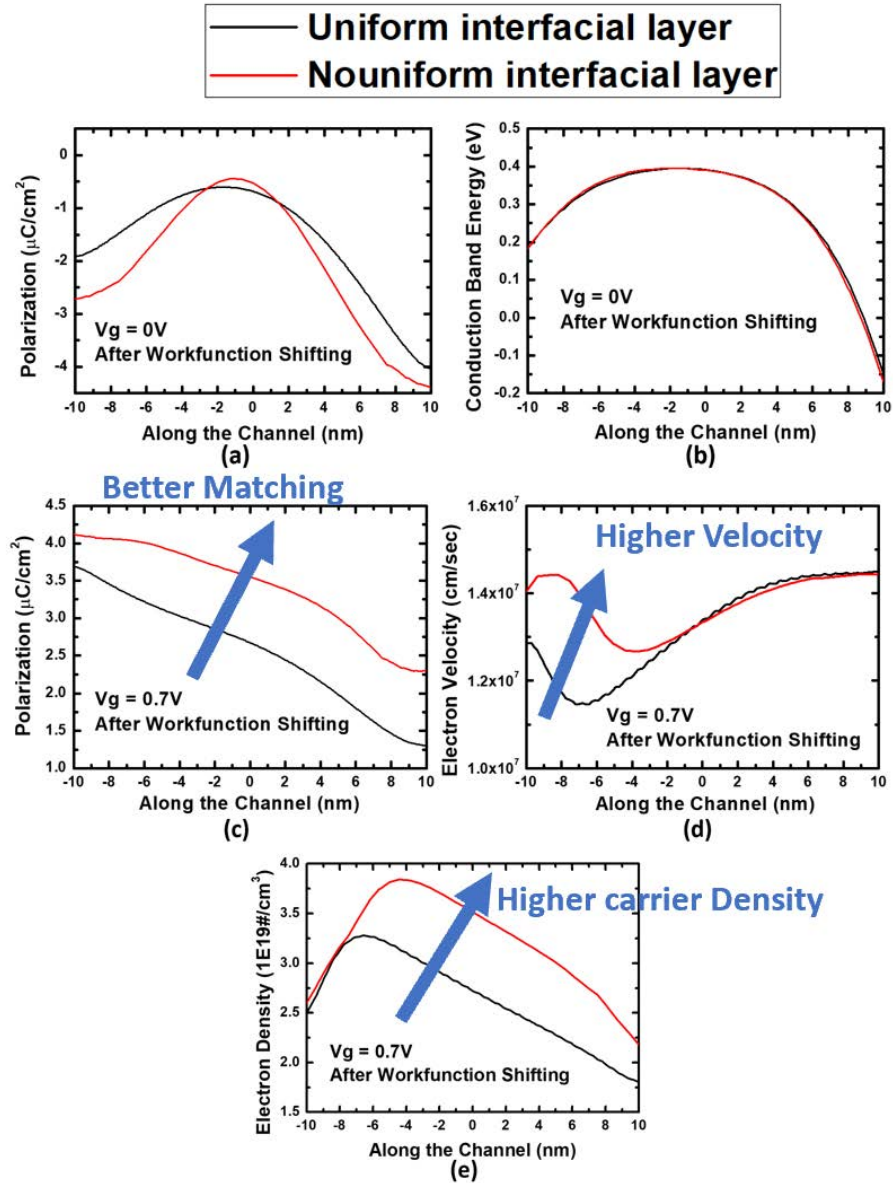 Uniform interfacial layer
Nouniform interfacial layer
Polarization (μC/cm²)
0
-1
-2
-3
-4
Vg = 0V
After Workfunction Shifting
-10 -8 -6 -4 -2 0 2 4 6 8 10
Along the Channel (nm)
(a)
Conduction Band Energy (eV)
0.5
0.4
0.3
0.2
0.1
0.0
-0.1
-0.2
Vg = 0V
After Workfunction Shifting
-10 -8 -6 -4 -2 0 2 4 6 8 10
Along the Channel (nm)
(b)
Better Matching
Polarization (μC/cm²)
4.5
4.0
3.5
3.0
2.5
2.0
1.5
1.0
Vg = 0.7V
After Workfunction Shifting
-10 -8 -6 -4 -2 0 2 4 6 8 10
Along the Channel (nm)
(c)
Electron Velocity (cm/sec)
1.6x10⁷
1.4x10⁷
1.2x10⁷
1.0x10⁷
Higher Velocity
Vg = 0.7V
After Workfunction Shifting
-10 -8 -6 -4 -2 0 2 4 6 8 10
Along the Channel (nm)
(d)
Electron Density (1E19#/cm³)
4.0
3.5
3.0
2.5
2.0
1.5
Higher carrier Density
Vg = 0.7V
After Workfunction Shifting
-10 -8 -6 -4 -2 0 2 4 6 8 10
Along the Channel (nm)
(e)